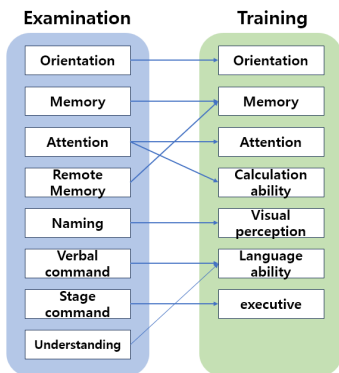 Examination
Training
Orientation
Orientation
Memory
Memory
Attention
Attention
Remote
Memory
Calculation
ability
Naming
Visual
perception
Verbal
command
Language
ability
Stage
command
executive
Understanding